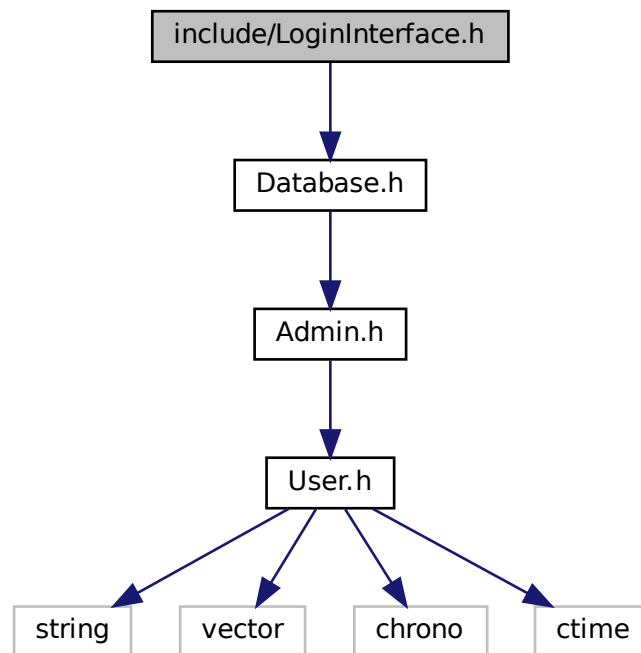 include/LoginInterface.h
Database.h
Admin.h
User.h
string
vector
chrono
ctime